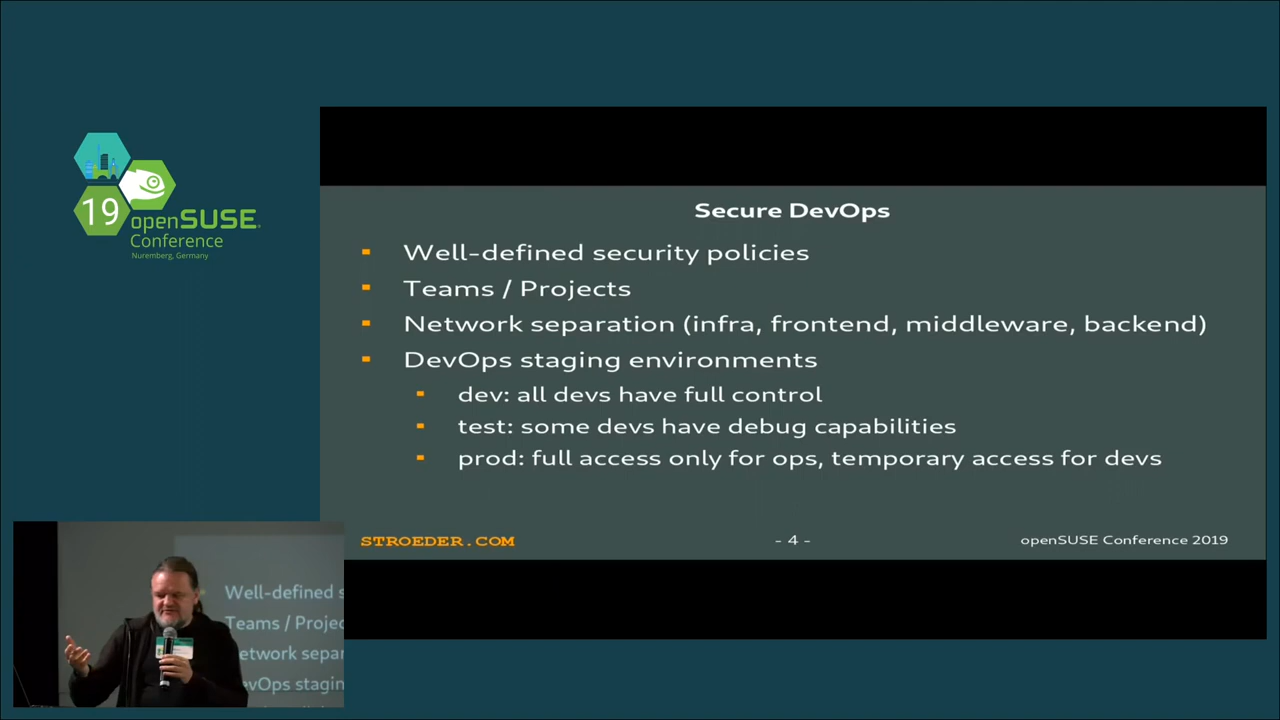 19
openSUSE
Conference
Nuremberg, Germany
Secure DevOps
▪ Well-defined security policies
▪ Teams / Projects
▪ Network separation (infra, frontend, middleware, backend)
▪ DevOps staging environments
▪ dev: all devs have full control
▪ test: some devs have debug capabilities
▪ prod: full access only for ops, temporary access for devs
STROEDER.COM
- 4 -
openSUSE Conference 2019
Well-defined
Teams / Projec
etwork separ
evOps stagin